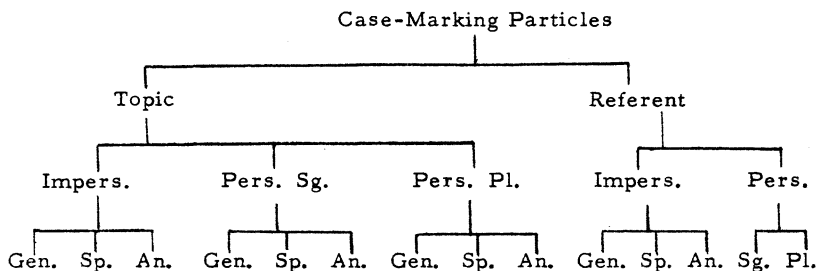 Case-Marking Particles
Topic Referent
Impers. Pers. Sg. Pers. Pl. Impers. Pers.
Gen. Sp. An. Gen. Sp. An. Gen. Sp. An. Gen. Sp. An. Sg. Pl.